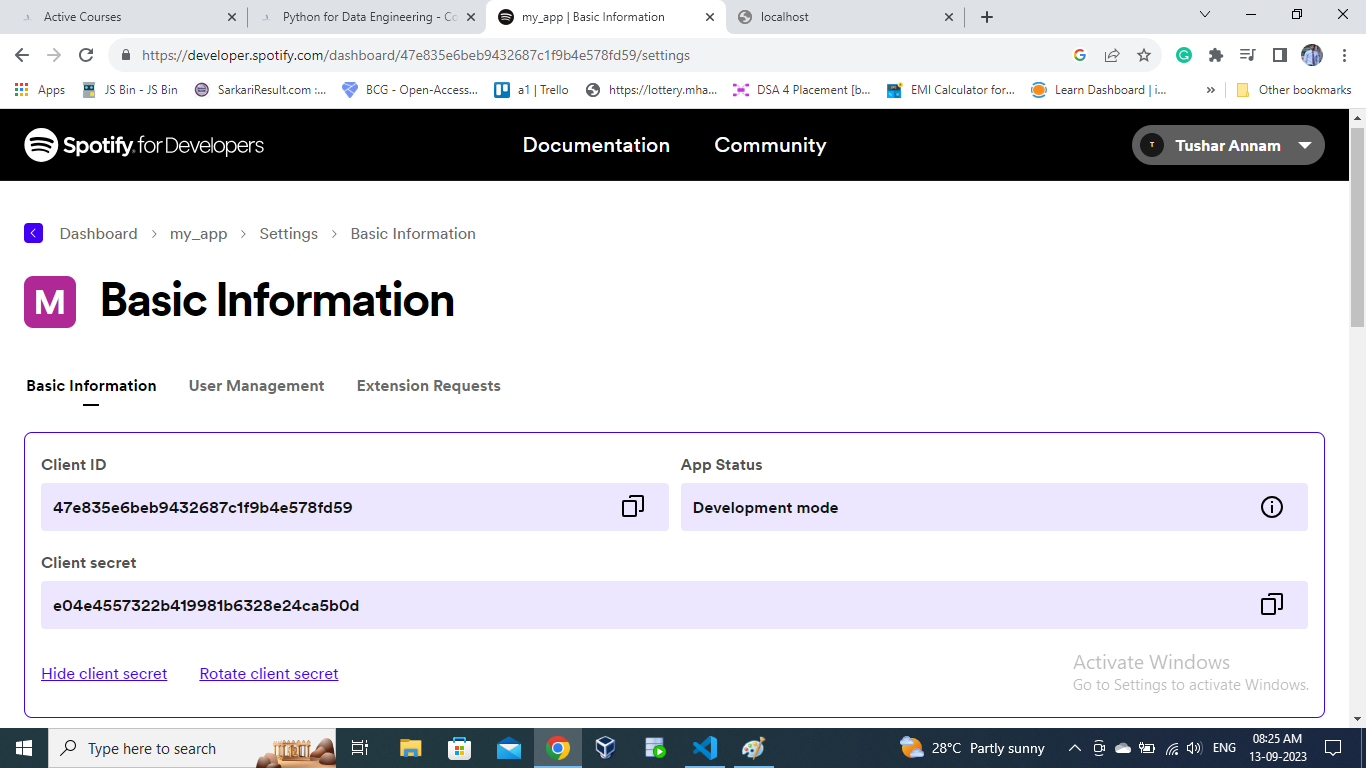 Active Courses
Python for Data Engineering - Co
my_app | Basic Information
localhost
https://developer.spotify.com/dashboard/47e835e6beb9432687c1f9b4e578fd59/settings
Apps JS Bin - JS Bin SarkariResult.com :... BCG - Open-Access... a1 | Trello https://lottery.mha... DSA 4 Placement [b... EMI Calculator for... Learn Dashboard | i... » Other bookmarks
Spotify for Developers
Documentation
Community
T Tushar Annam
Dashboard > my_app > Settings > Basic Information
M Basic Information
Basic Information User Management Extension Requests
Client ID
47e835e6beb9432687c1f9b4e578fd59
App Status
Development mode
Client secret
e04e4557322b419981b6328e24ca5b0d
Hide client secret Rotate client secret
Activate Windows
Go to Settings to activate Windows.
Type here to search
28°C Partly sunny
ENG
08:25 AM
13-09-2023